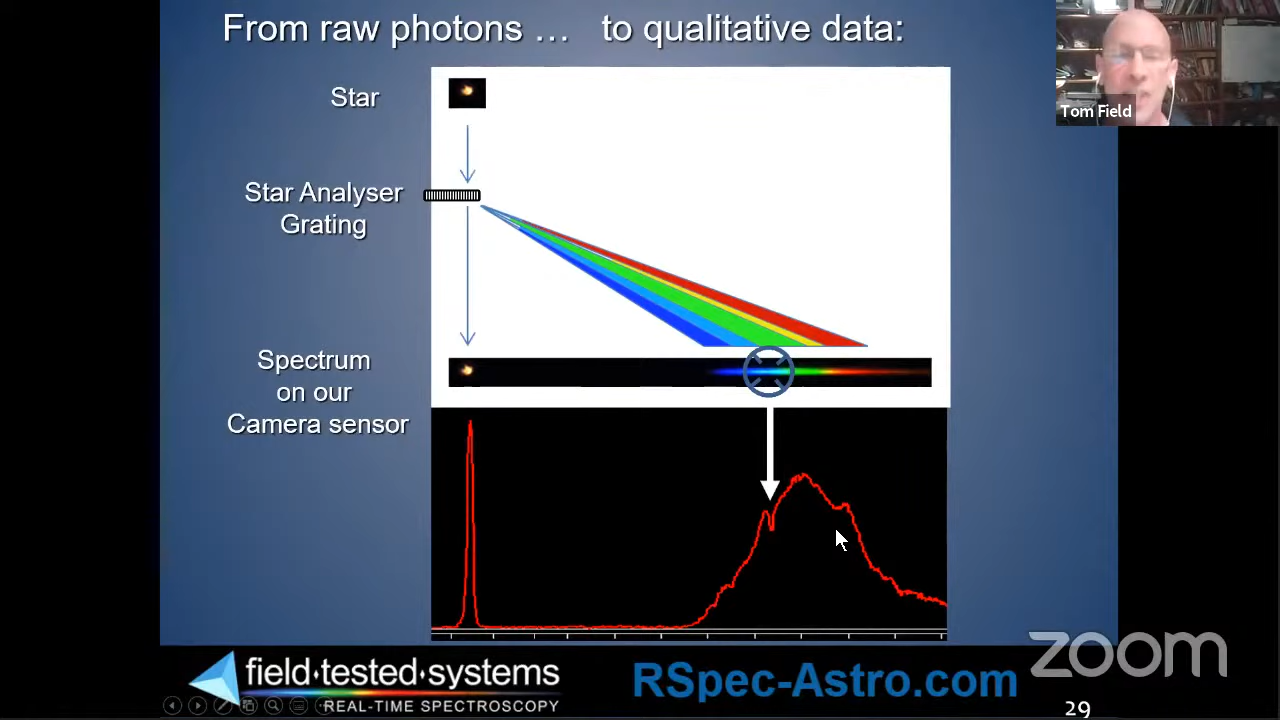 From raw photons … to qualitative data:
Tom Field
Star
Star Analyser
Grating
Spectrum
on our
Camera sensor
field·tested·systems
REAL-TIME SPECTROSCOPY
RSpec-Astro.com
zoom
29